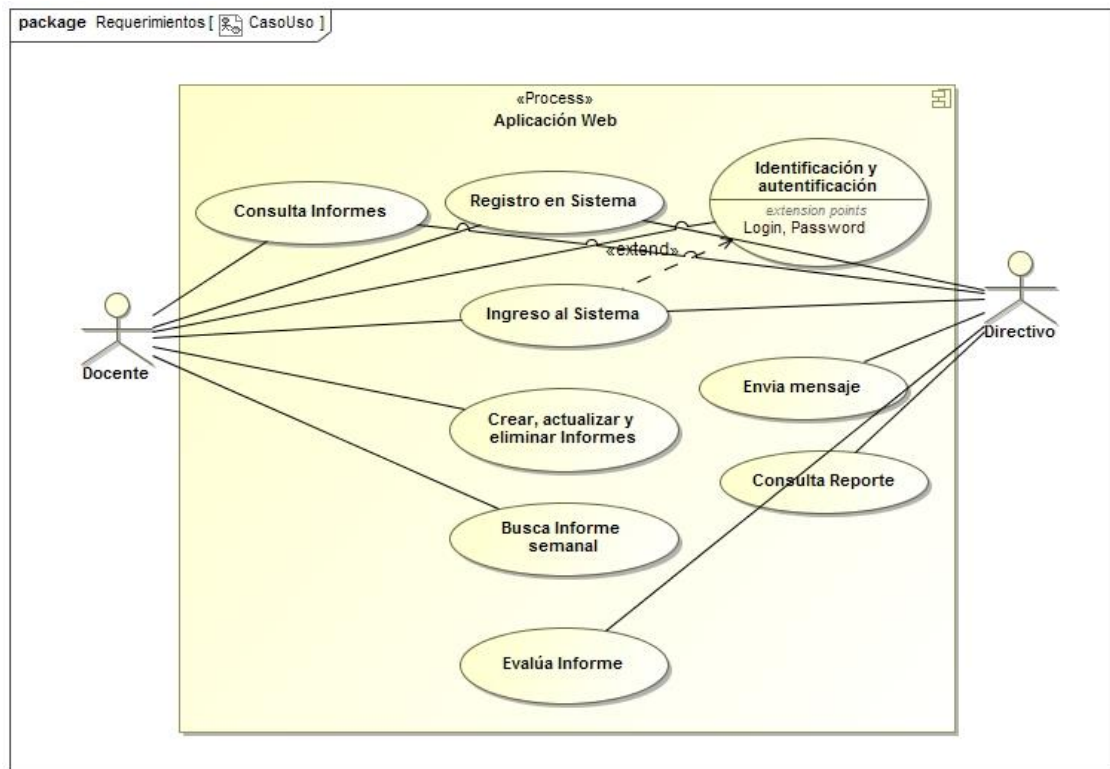 package Requerimientos [ CasoUso ]
«Process»
Aplicación Web
Identificación y
autentificación
extension points
Login, Password
Registro en Sistema
Consulta Informes
«extend»
Ingreso al Sistema
Docente
Directivo
Envia mensaje
Crear, actualizar y
eliminar Informes
Consulta Reporte
Busca Informe
semanal
Evalúa Informe